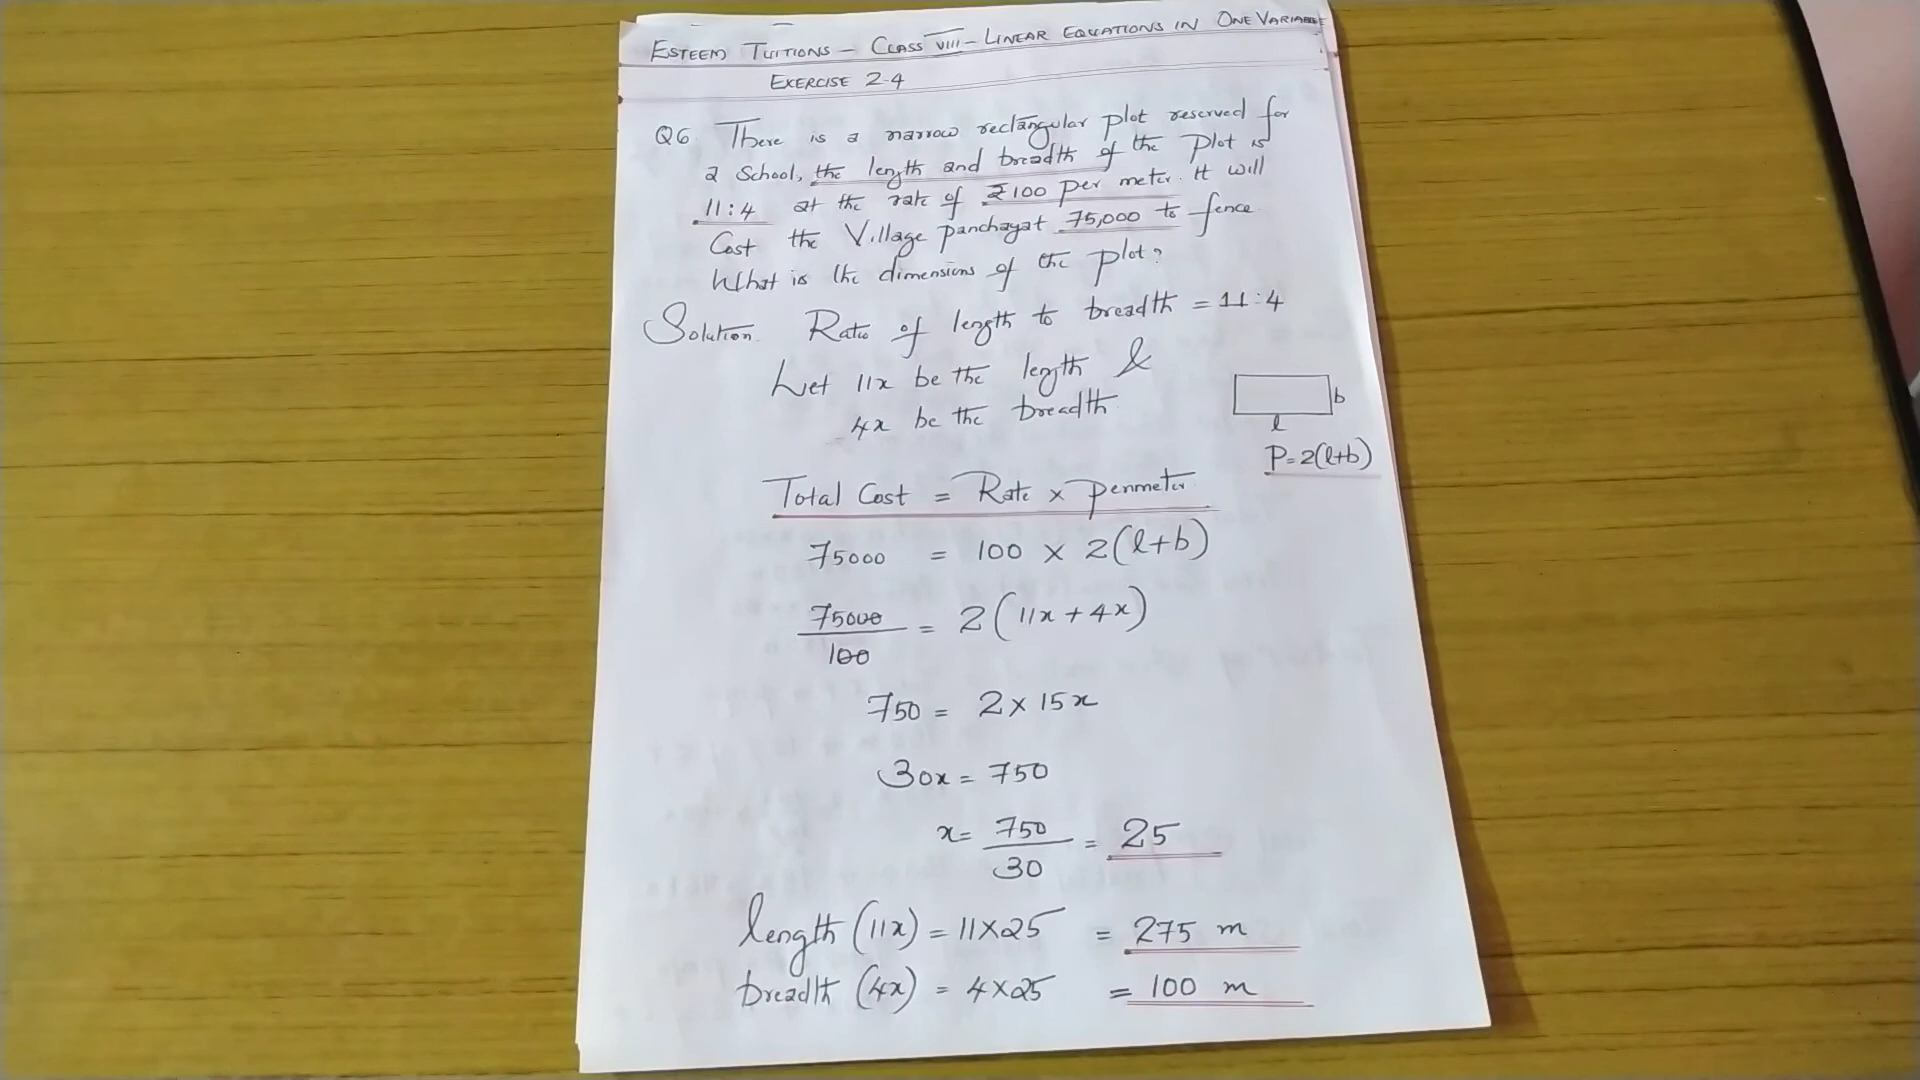 ESTEEM TUITIONS - CLASS VIII - LINEAR EQUATIONS IN ONE VARIABLE
EXERCISE 2.4
Q6. There is a narrow rectangular plot reserved for
a School, the length and breadth of the plot is
11:4 at the rate of ₹100 per meter. It will
Cost the Village panchayat 75,000 to fence.
What is the dimensions of the plot?
Solution. Ratio of length to breadth = 11:4
Let 11x be the length &
4x be the breadth
b
l
P=2(l+b)
Total Cost = Rate × perimeter
75000 = 100 × 2(l+b)
75000/100 = 2(11x+4x)
750 = 2×15x
30x = 750
x = 750/30 = 25
length (11x) = 11×25 = 275 m
breadth (4x) = 4×25 = 100 m